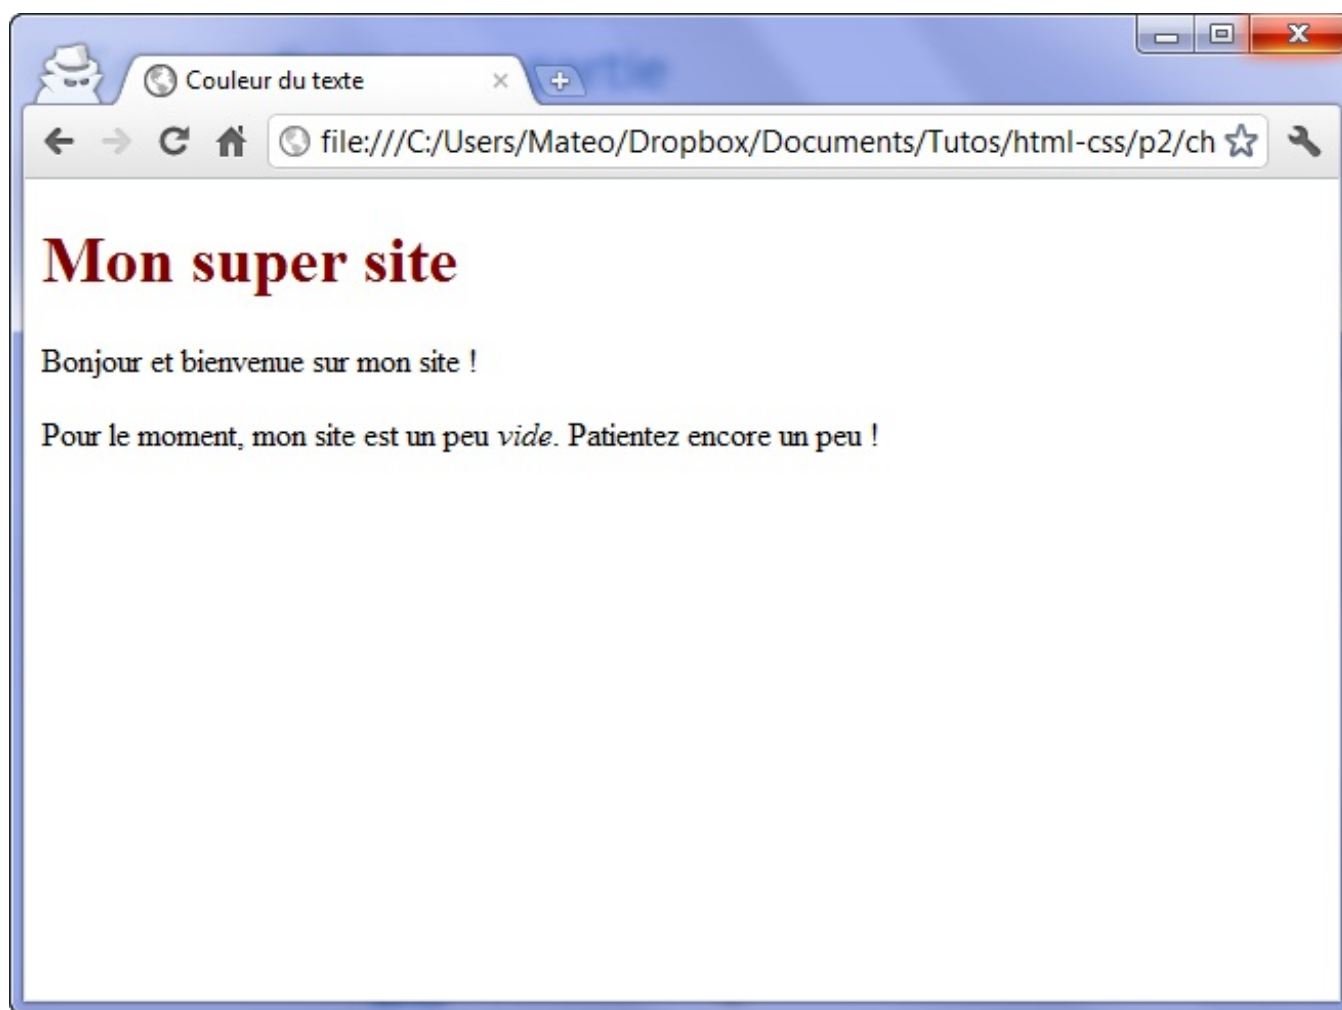 rtie
Couleur du texte
file:///C:/Users/Mateo/Dropbox/Documents/Tutos/html-css/p2/ch
Mon super site
Bonjour et bienvenue sur mon site !
Pour le moment, mon site est un peu vide. Patientez encore un peu !